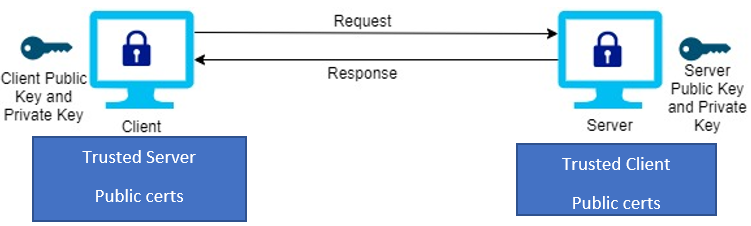 Request
Response
Client Public
Key and
Private Key
Client
Server
Server
Public Key
and Private
Key
Trusted Server
Public certs
Trusted Client
Public certs